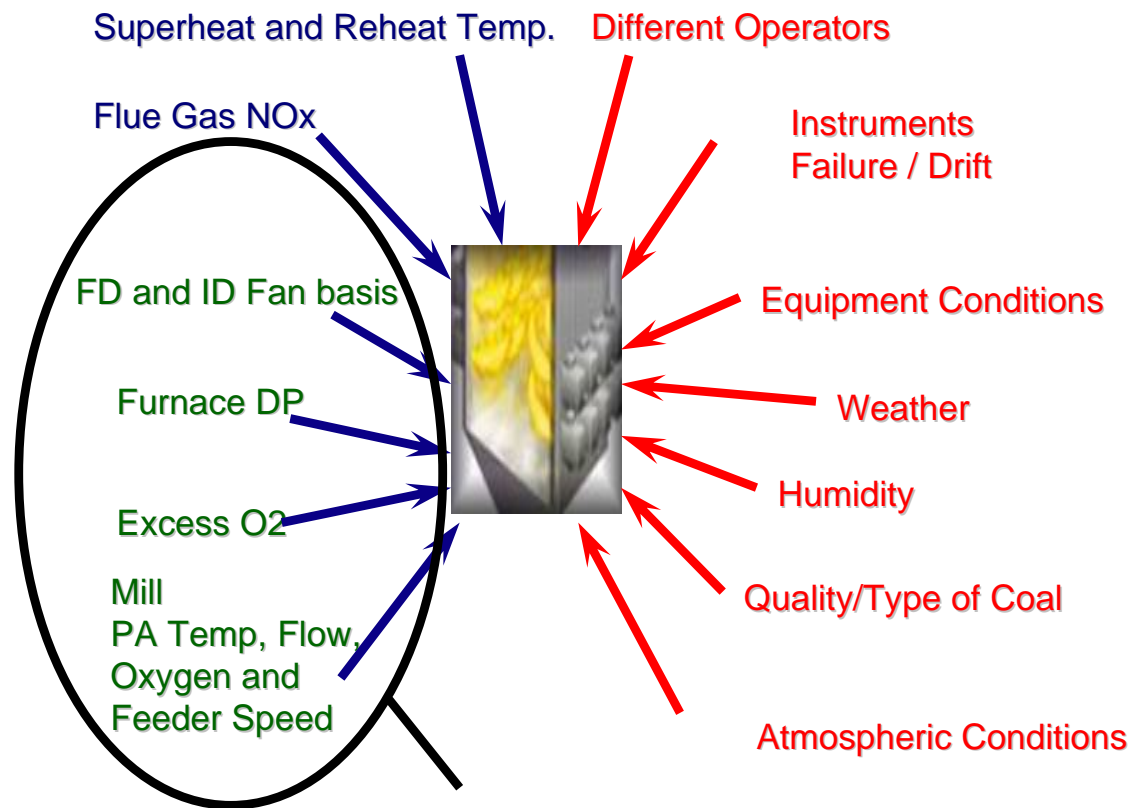 Superheat and Reheat Temp.
Different Operators
Flue Gas NOx
Instruments
Failure / Drift
FD and ID Fan basis
Equipment Conditions
Furnace DP
Weather
Humidity
Excess O2
Mill
PA Temp, Flow,
Oxygen and
Feeder Speed
Quality/Type of Coal
Atmospheric Conditions